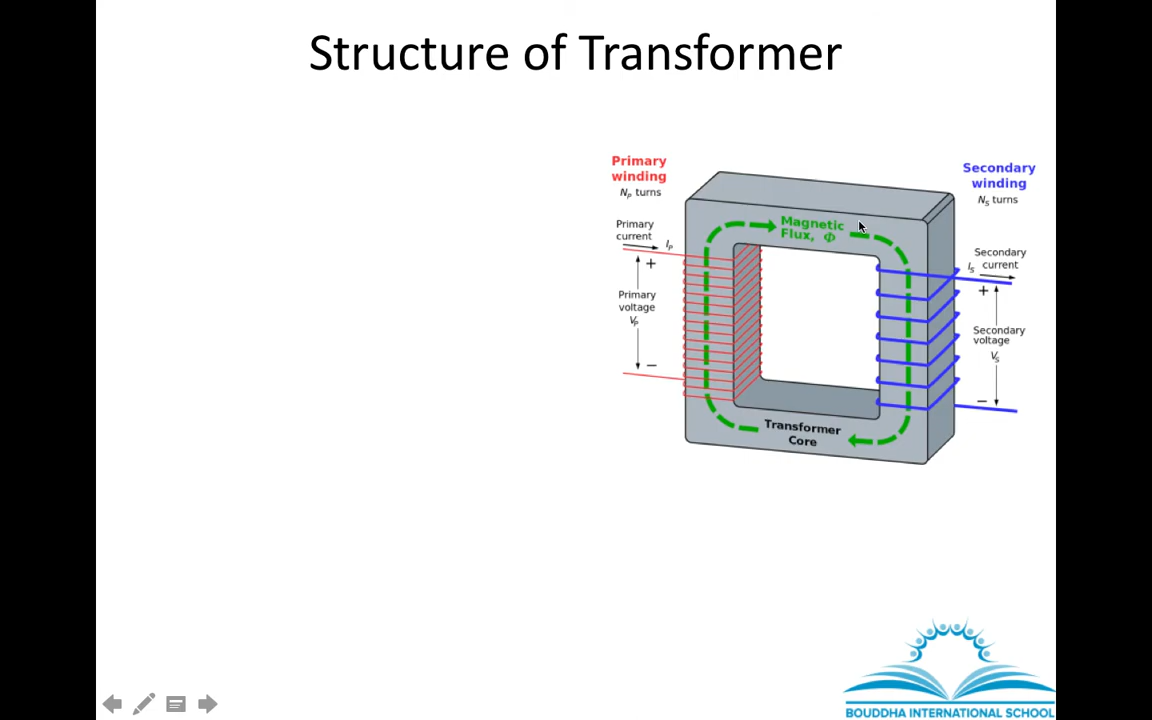 Structure of Transformer
Primary
winding
Nₚ turns
Primary
current
Iₚ
+
Primary
voltage
Vₚ
−
Magnetic
Flux, Φ
Transformer
Core
Secondary
winding
Nₛ turns
Secondary
current
Iₛ
+
Secondary
voltage
Vₛ
−
BOUDDHA INTERNATIONAL SCHOOL